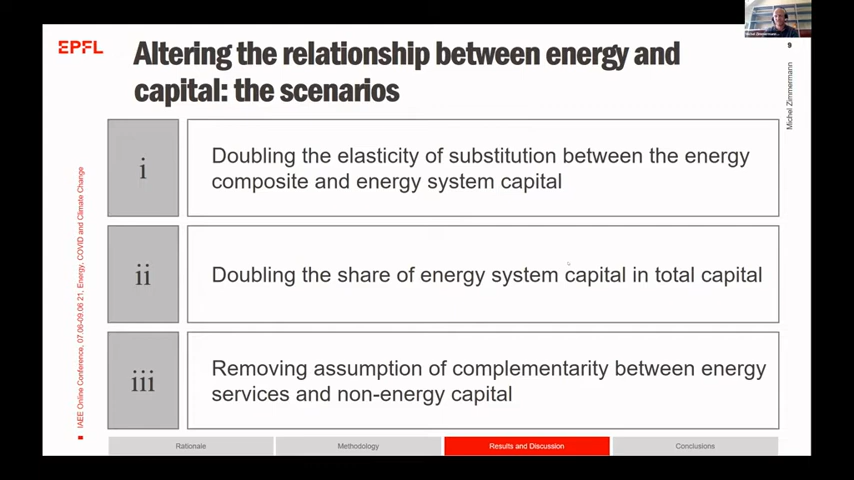 EPFL
Altering the relationship between energy and
capital: the scenarios
9
Michel Zimmermann
i
Doubling the elasticity of substitution between the energy
composite and energy system capital
ii
Doubling the share of energy system capital in total capital
iii
Removing assumption of complementarity between energy
services and non-energy capital
IAEE Online Conference, 07.06-09.06 21, Energy, COVID and Climate Change
Rationale
Methodology
Results and Discussion
Conclusions